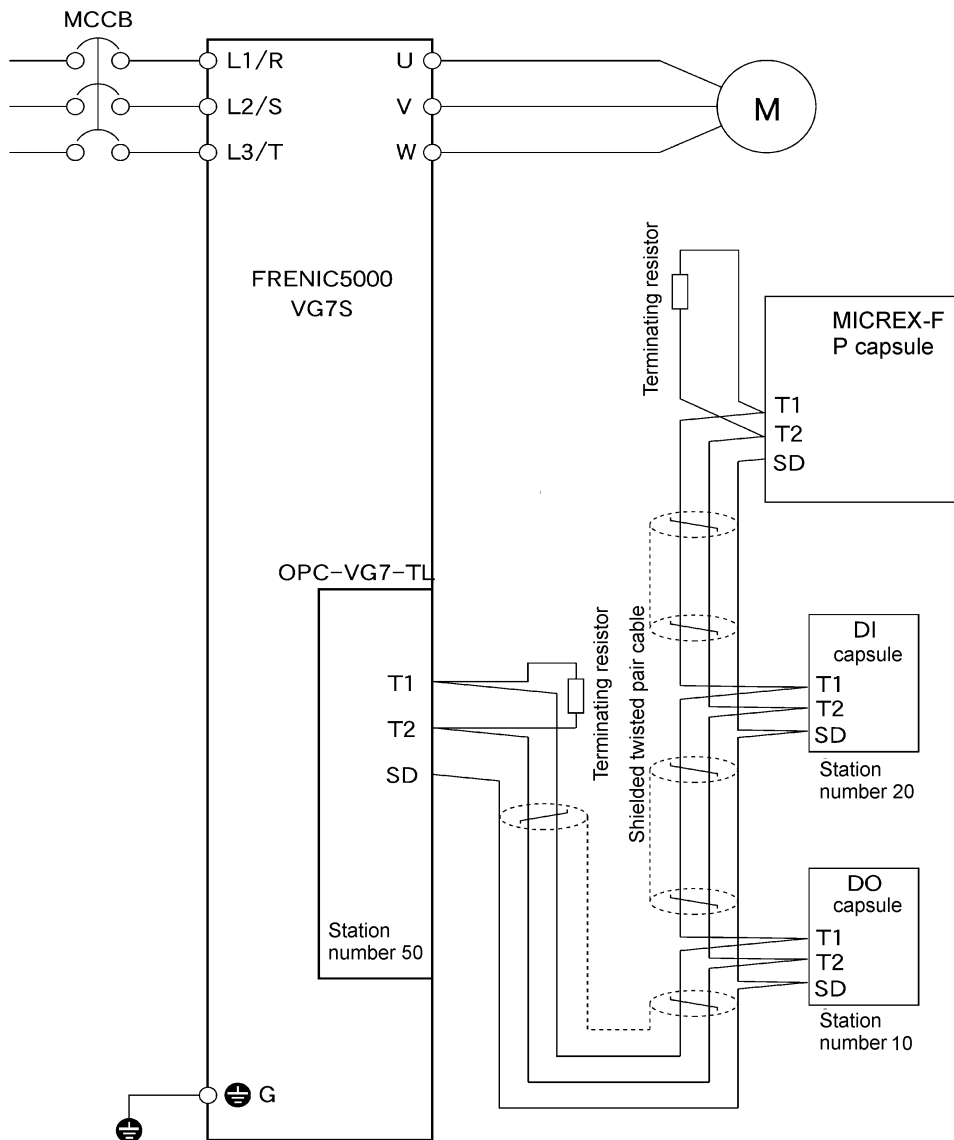 MCCB
L1/R
U
L2/S
V
M
L3/T
W
FRENIC5000
VG7S
Terminating resistor
MICREX-F
P capsule
T1
T2
SD
OPC-VG7-TL
T1
T2
SD
Station
number 50
Terminating resistor
Shielded twisted pair cable
DI
capsule
T1
T2
SD
Station
number 20
DO
capsule
T1
T2
SD
Station
number 10
G